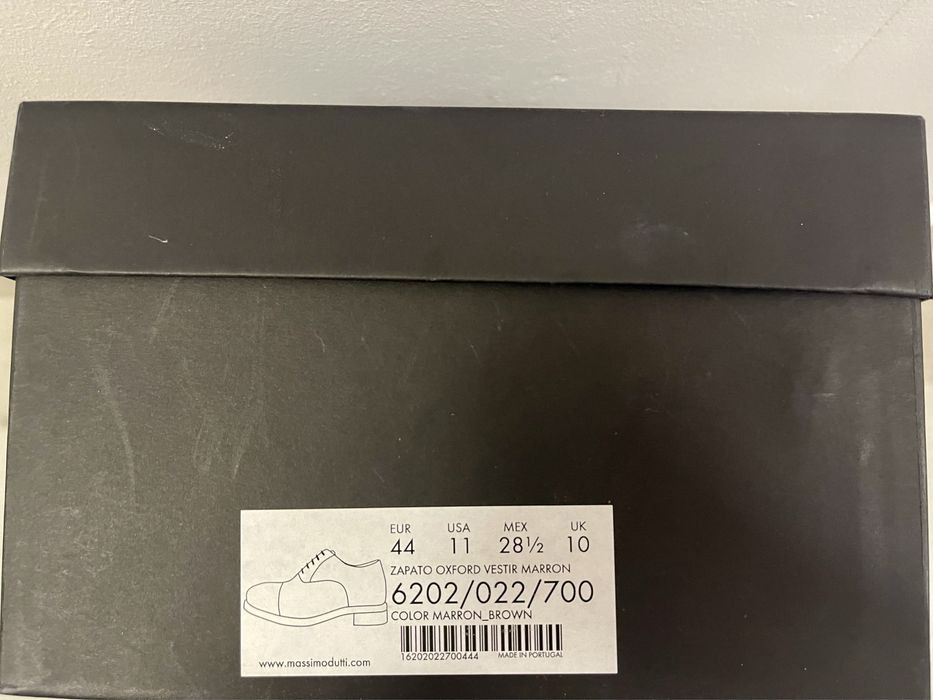 EUR USA MEX UK
44 11 28½ 10
ZAPATO OXFORD VESTIR MARRON
6202/022/700
COLOR MARRON_BROWN
16202022700444 MADE IN PORTUGAL
www.massimodutti.com